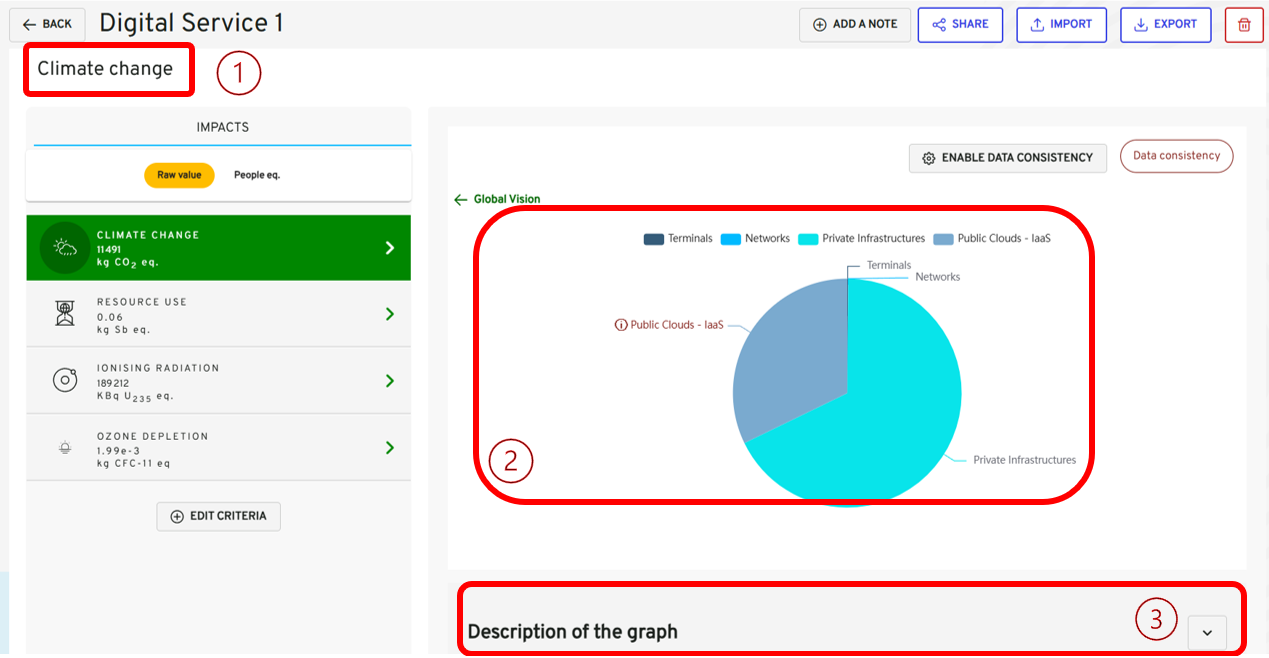 BACK
Digital Service 1
ADD A NOTE
SHARE
IMPORT
EXPORT
Climate change
1
IMPACTS
Raw value
People eq.
CLIMATE CHANGE
11491
kg CO₂ eq.
RESOURCE USE
0.06
kg Sb eq.
IONISING RADIATION
189212
KBq U₂₃₅ eq.
OZONE DEPLETION
1.99e-3
kg CFC-11 eq
EDIT CRITERIA
ENABLE DATA CONSISTENCY
Data consistency
Global Vision
Terminals
Networks
Private Infrastructures
Public Clouds - IaaS
Terminals
Networks
Public Clouds - IaaS
Private Infrastructures
2
Description of the graph
3